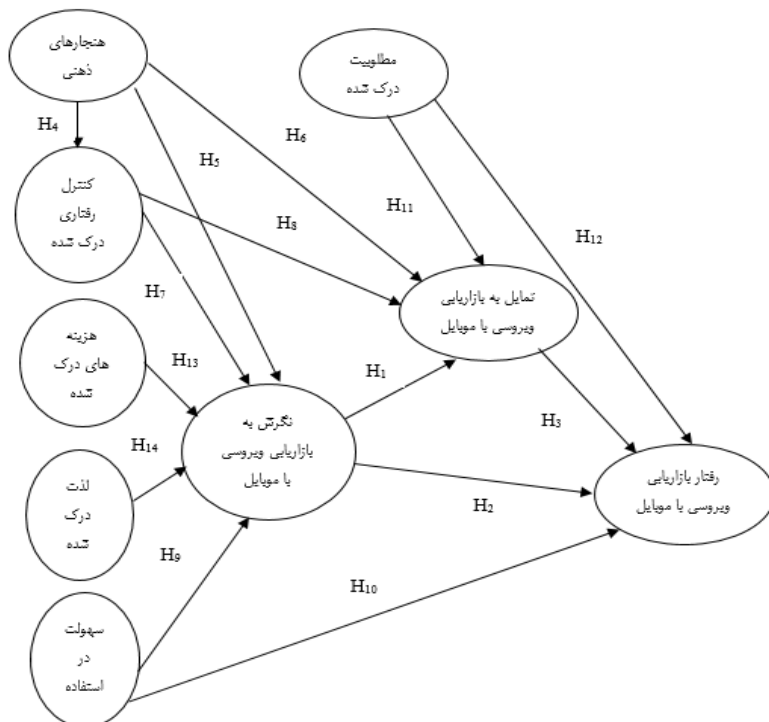 هنجارهای
ذهنی
مطلوبیت
درک شده
H4
H5
H6
کنترل
رفتاری
درک شده
H8
H11
H12
H7
تمایل به بازاریابی
ویروسی با موبایل
هزینه
های درک
شده
H13
H1
نگرش به
بازاریابی ویروسی
با موبایل
H3
H14
لذت
درک
شده
رفتار بازاریابی
ویروسی با موبایل
H2
H9
H10
سهولت
در
استفاده